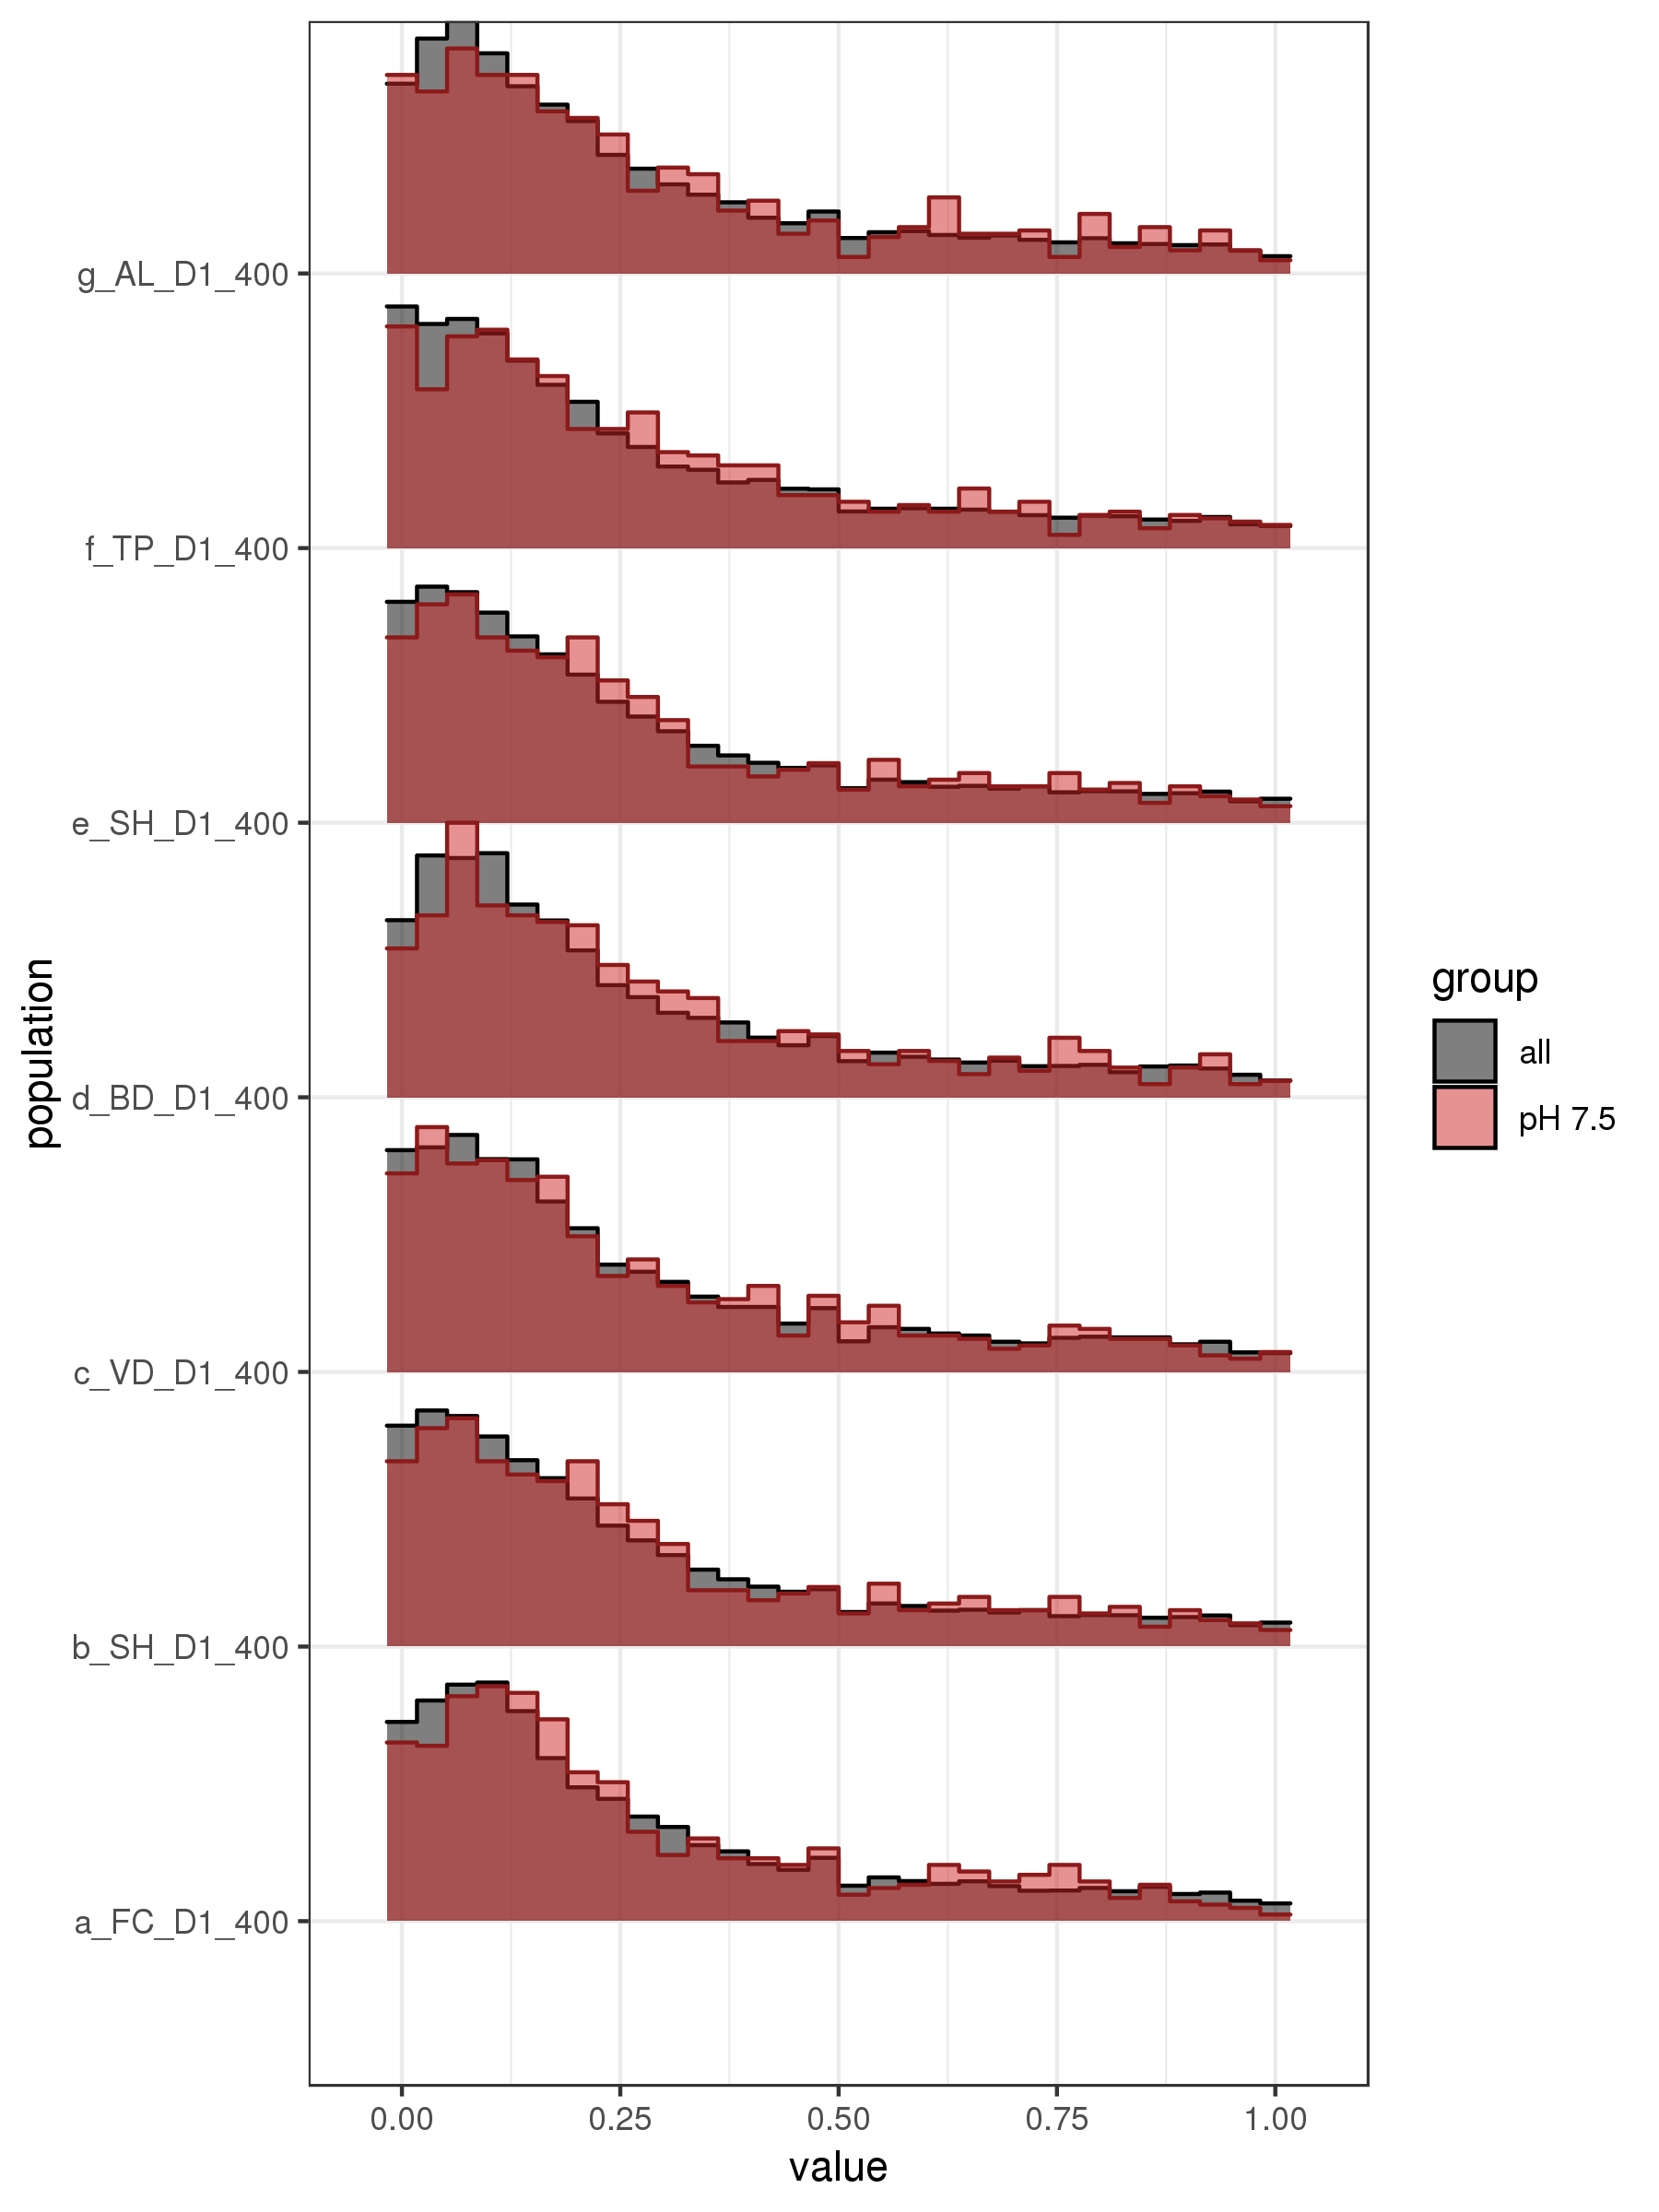 g_AL_D1_400
f_TP_D1_400
e_SH_D1_400
d_BD_D1_400
c_VD_D1_400
b_SH_D1_400
a_FC_D1_400
population
0.00 0.25 0.50 0.75 1.00
value
group
all
pH 7.5